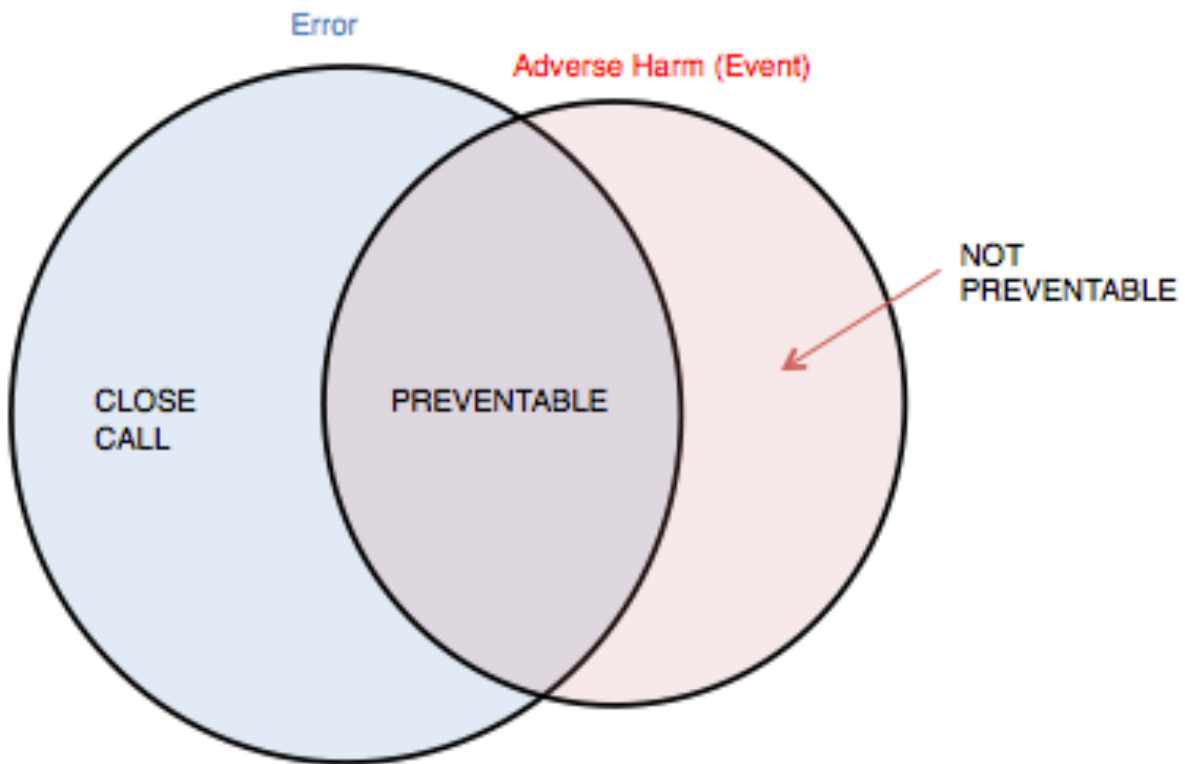 Error
Adverse Harm (Event)
NOT
PREVENTABLE
CLOSE
CALL
PREVENTABLE